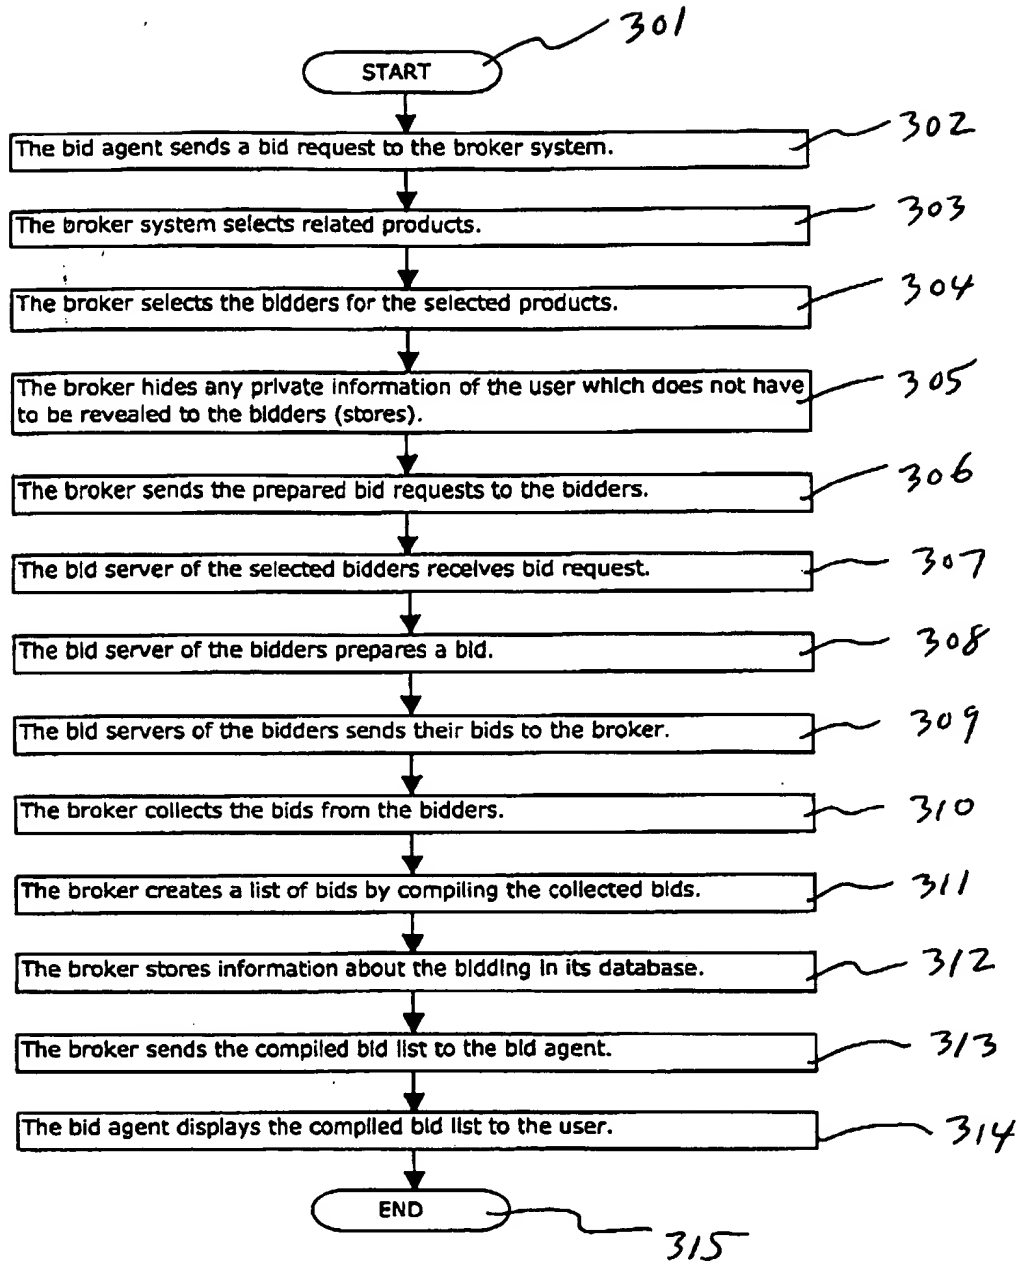 301
START
302
The bid agent sends a bid request to the broker system.
303
The broker system selects related products.
304
The broker selects the bidders for the selected products.
305
The broker hides any private information of the user which does not have
to be revealed to the bidders (stores).
306
The broker sends the prepared bid requests to the bidders.
307
The bid server of the selected bidders receives bid request.
308
The bid server of the bidders prepares a bid.
309
The bid servers of the bidders sends their bids to the broker.
310
The broker collects the bids from the bidders.
311
The broker creates a list of bids by compiling the collected bids.
312
The broker stores information about the bidding in its database.
313
The broker sends the compiled bid list to the bid agent.
314
The bid agent displays the compiled bid list to the user.
END
315